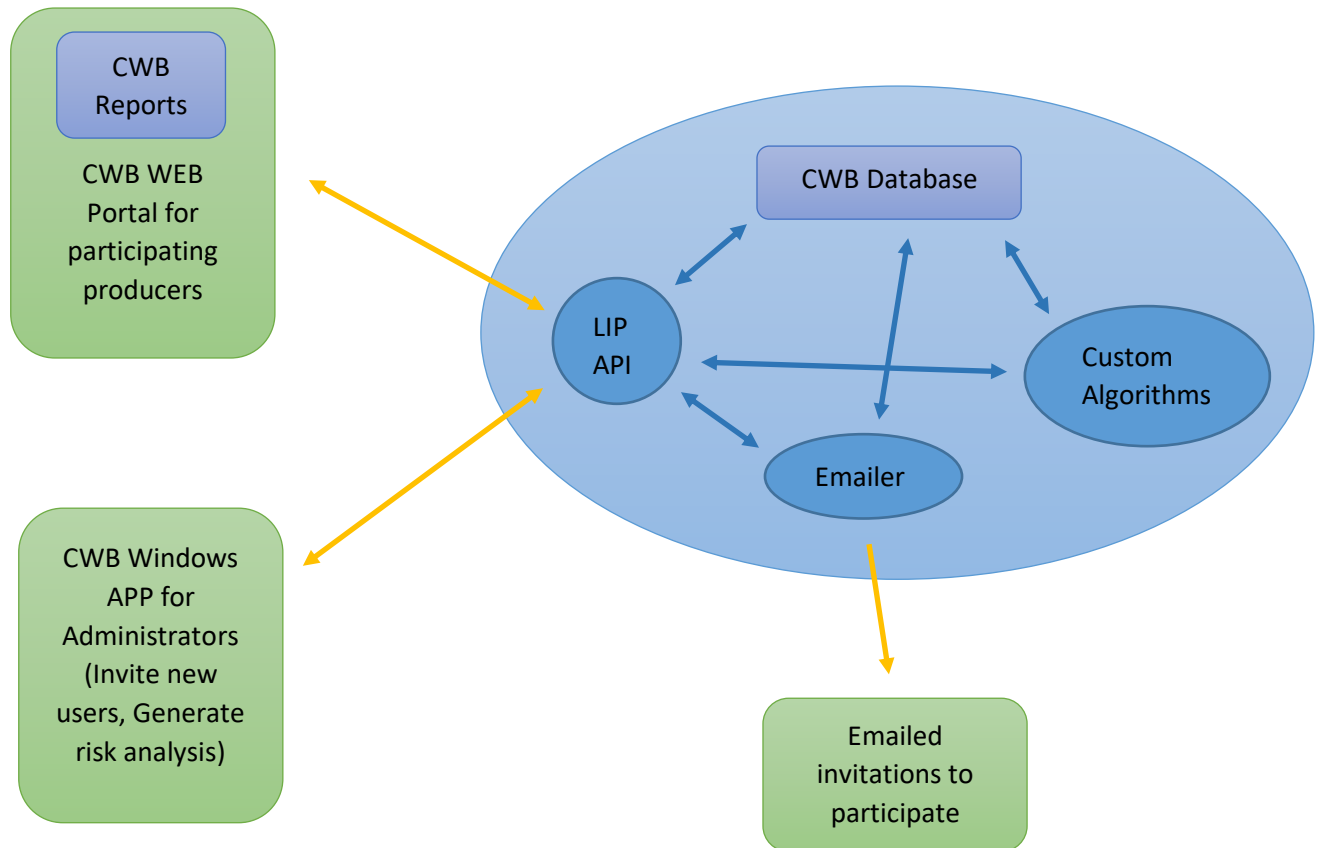 CWB
Reports
CWB WEB
Portal for
participating
producers
CWB Database
LIP
API
Custom
Algorithms
Emailer
CWB Windows
APP for
Administrators
(Invite new
users, Generate
risk analysis)
Emailed
invitations to
participate